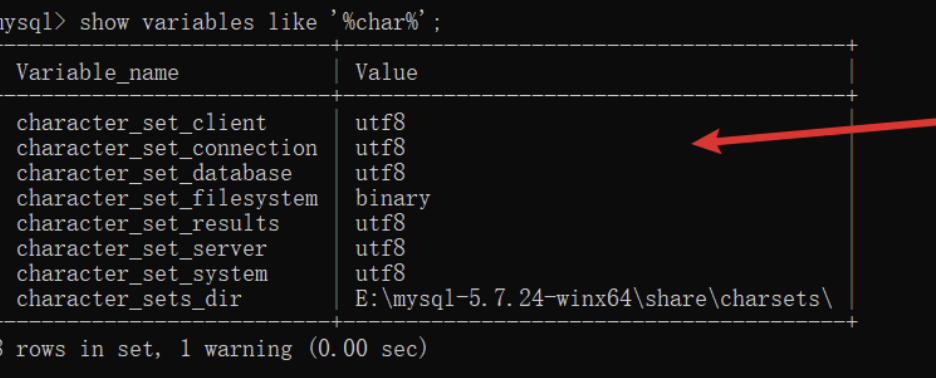 mysql> show variables like '%char%';
Variable_name | Value
character_set_client | utf8
character_set_connection | utf8
character_set_database | utf8
character_set_filesystem | binary
character_set_results | utf8
character_set_server | utf8
character_set_system | utf8
character_sets_dir | E:\mysql-5.7.24-winx64\share\charsets\
8 rows in set, 1 warning (0.00 sec)